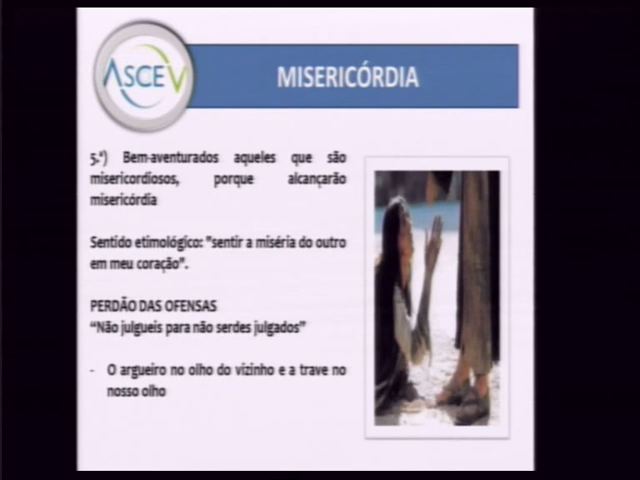 ASCEV
MISERICÓRDIA
5.ª) Bem-aventurados aqueles que são
misericordiosos, porque alcançarão
misericórdia
Sentido etimológico: "sentir a miséria do outro
em meu coração".
PERDÃO DAS OFENSAS
“Não julgueis para não serdes julgados”
- O argueiro no olho do vizinho e a trave no
nosso olho